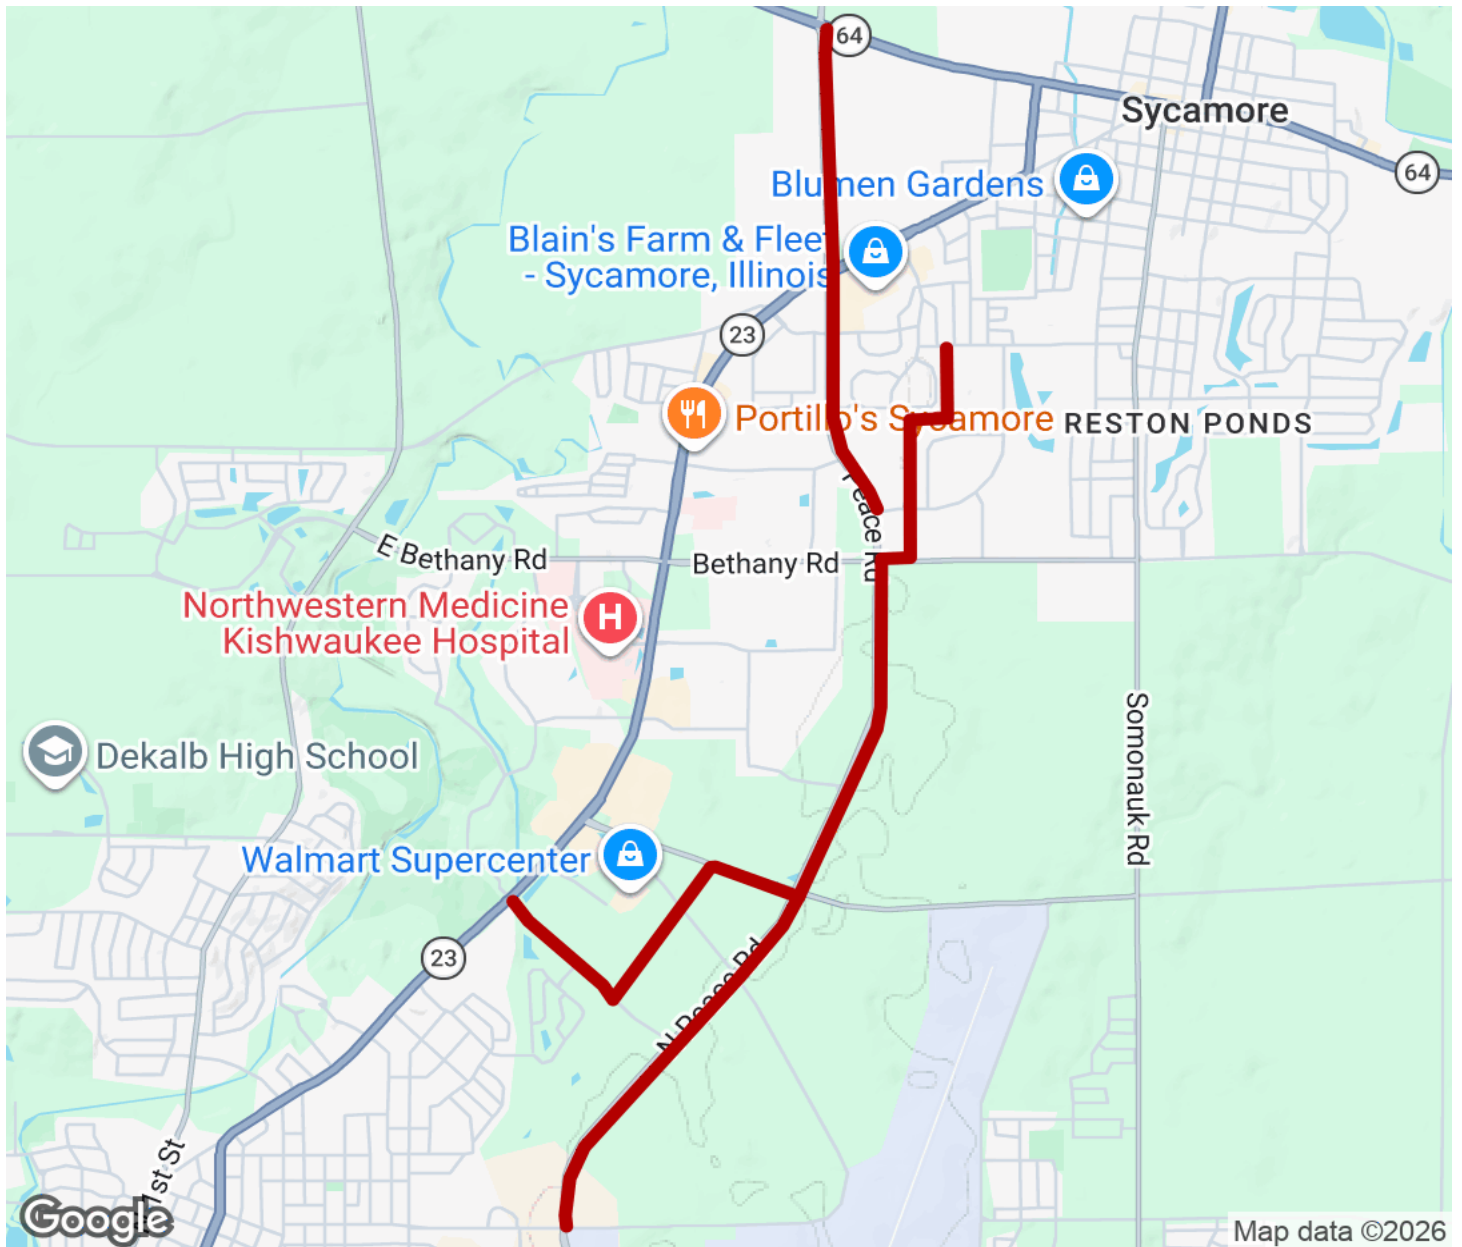 64
Sycamore
64
Blumen Gardens
Blain's Farm & Fleet
- Sycamore, Illinois
23
Portillo's Sycamore
RESTON PONDS
Peace Rd
E Bethany Rd
Bethany Rd
Northwestern Medicine
Kishwaukee Hospital
H
Somonauk Rd
Dekalb High School
Walmart Supercenter
23
N Peace Rd
1st St
Google
Map data ©2026